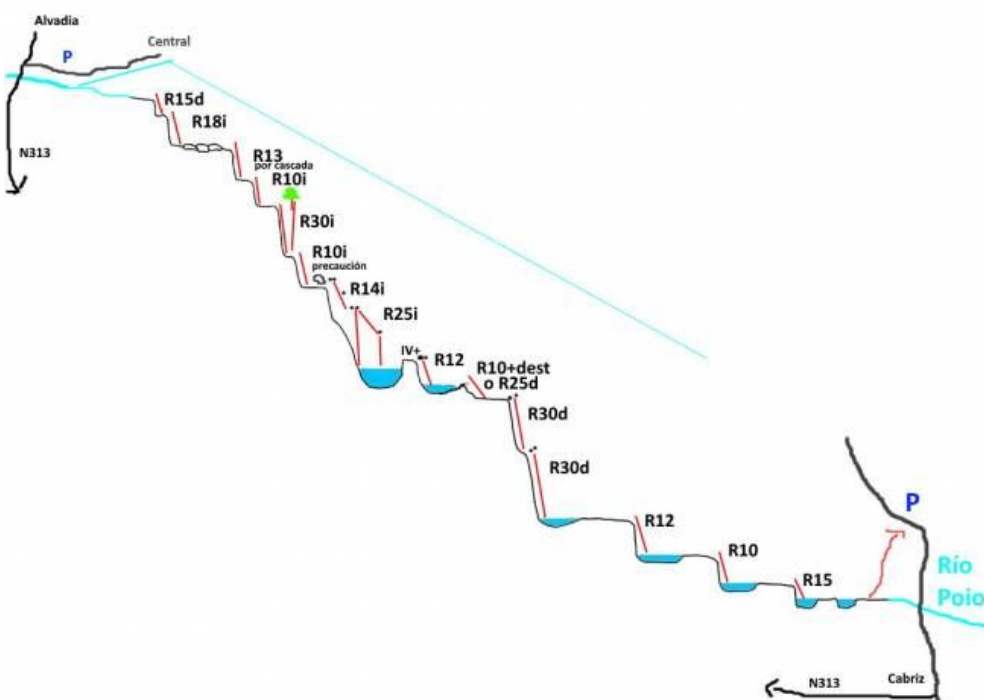 Alvadia
Central
P
N313
R15d
R18i
R13
por cascada
R10i
R30i
R10i
precaución
R14i
R25i
IV+
R12
R10+dest
o R25d
R30d
R30d
R12
R10
R15
P
Río
Poio
N313
Cabriz